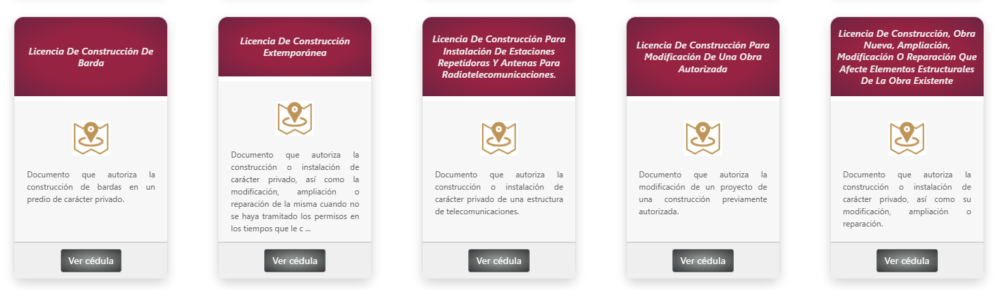 Licencia De Construcción De
Barda
Documento que autoriza la
construcción de bardas en un
predio de carácter privado.
Ver cédula
Licencia De Construcción
Extemporánea
Documento que autoriza la
construcción o instalación de
carácter privado, así como la
modificación, ampliación o
reparación de la misma cuando no
se haya tramitado los permisos en
los tiempos que le c ...
Ver cédula
Licencia De Construcción Para
Instalación De Estaciones
Repetidoras Y Antenas Para
Radiotelecomunicaciones.
Documento que autoriza la
construcción o instalación de
carácter privado de una estructura
de telecomunicaciones.
Ver cédula
Licencia De Construcción Para
Modificación De Una Obra
Autorizada
Documento que autoriza la
modificación de un proyecto de
una construcción previamente
autorizada.
Ver cédula
Licencia De Construcción, Obra
Nueva, Ampliación,
Modificación O Reparación Que
Afecte Elementos Estructurales
De La Obra Existente
Documento que autoriza la
construcción o instalación de
carácter privado, así como su
modificación, ampliación o
reparación.
Ver cédula